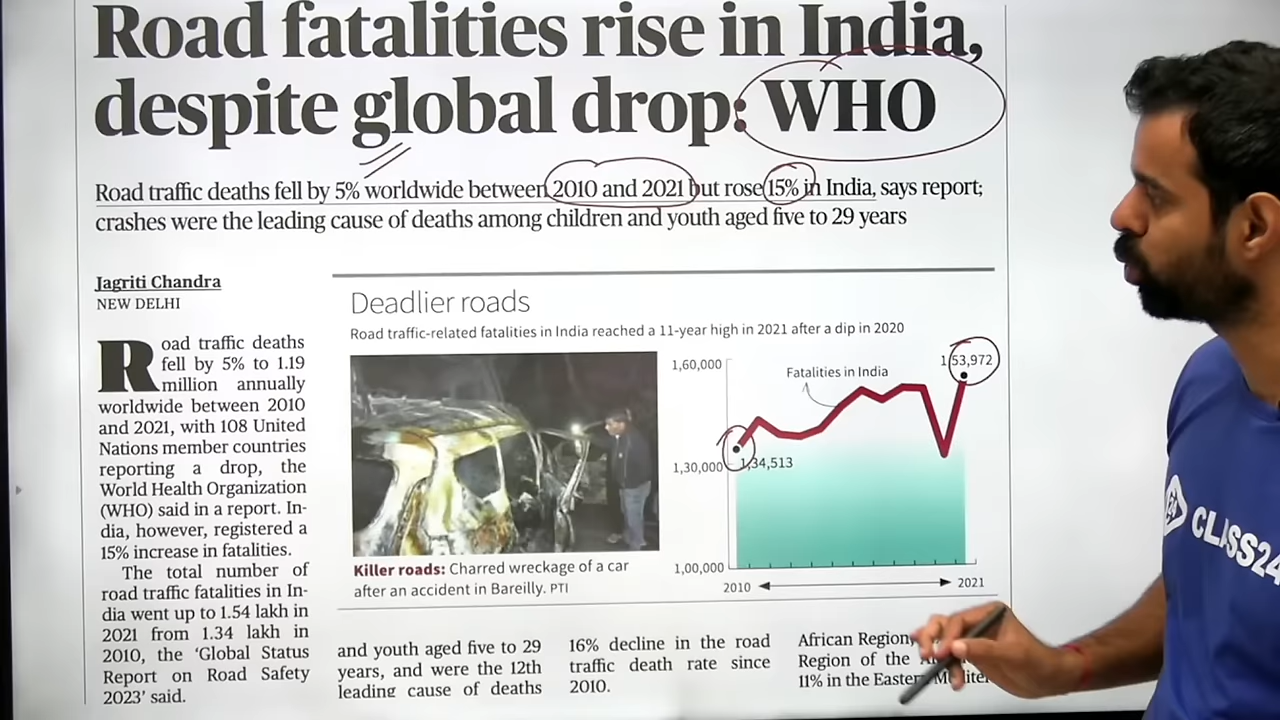 Road fatalities rise in India,
despite global drop: WHO
Road traffic deaths fell by 5% worldwide between 2010 and 2021 but rose 15% in India, says report;
crashes were the leading cause of deaths among children and youth aged five to 29 years
Jagriti Chandra
NEW DELHI
Road traffic deaths
fell by 5% to 1.19
million annually
worldwide between 2010
and 2021, with 108 United
Nations member countries
reporting a drop, the
World Health Organization
(WHO) said in a report. In-
dia, however, registered a
15% increase in fatalities.
The total number of
road traffic fatalities in In-
dia went up to 1.54 lakh in
2021 from 1.34 lakh in
2010, the ‘Global Status
Report on Road Safety
2023’ said.
Deadlier roads
Road traffic-related fatalities in India reached a 11-year high in 2021 after a dip in 2020
1,60,000
Fatalities in India
1,53,972
1,30,000
1,34,513
1,00,000
2010
2021
Killer roads: Charred wreckage of a car
after an accident in Bareilly. PTI
and youth aged five to 29
years, and were the 12th
leading cause of deaths
16% decline in the road
traffic death rate since
2010.
African Region,
Region of the
11% in the Eastern
CLASS24
24